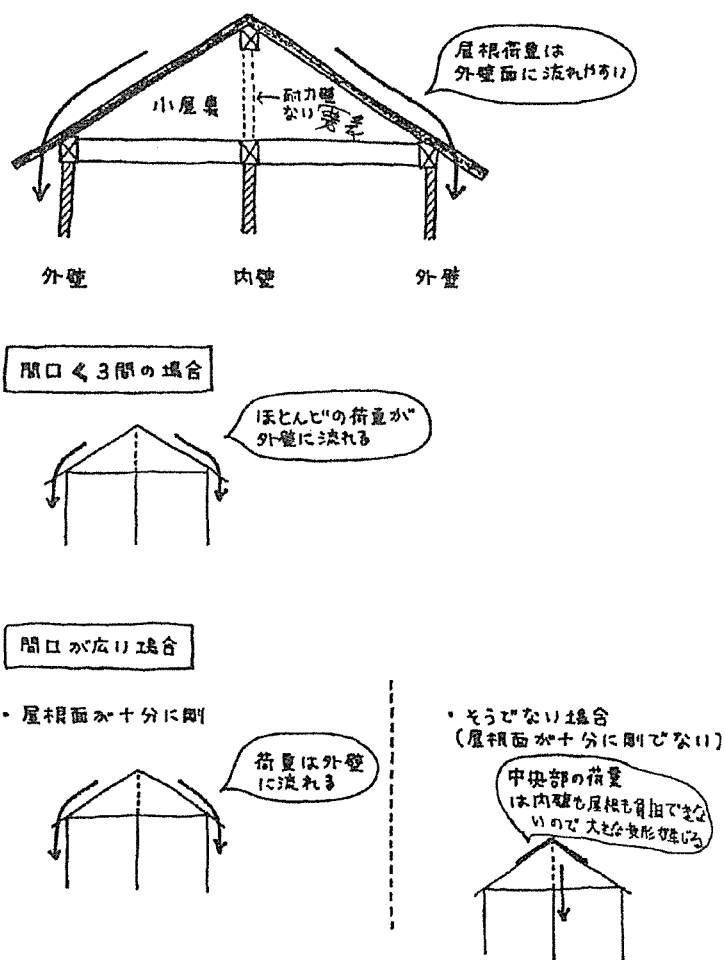 屋根荷重は
外壁面に流れやすい
小屋裏
耐力壁
ない
外壁
内壁
外壁
間口≦3間の場合
ほとんどの荷重が
外壁に流れる
間口が広い場合
・屋根面が十分に剛
荷重は外壁
に流れる
・そうでない場合
(屋根面が十分に剛でない)
中央部の荷重
は内壁も屋根も負担できな
いので大きな変形が生じる